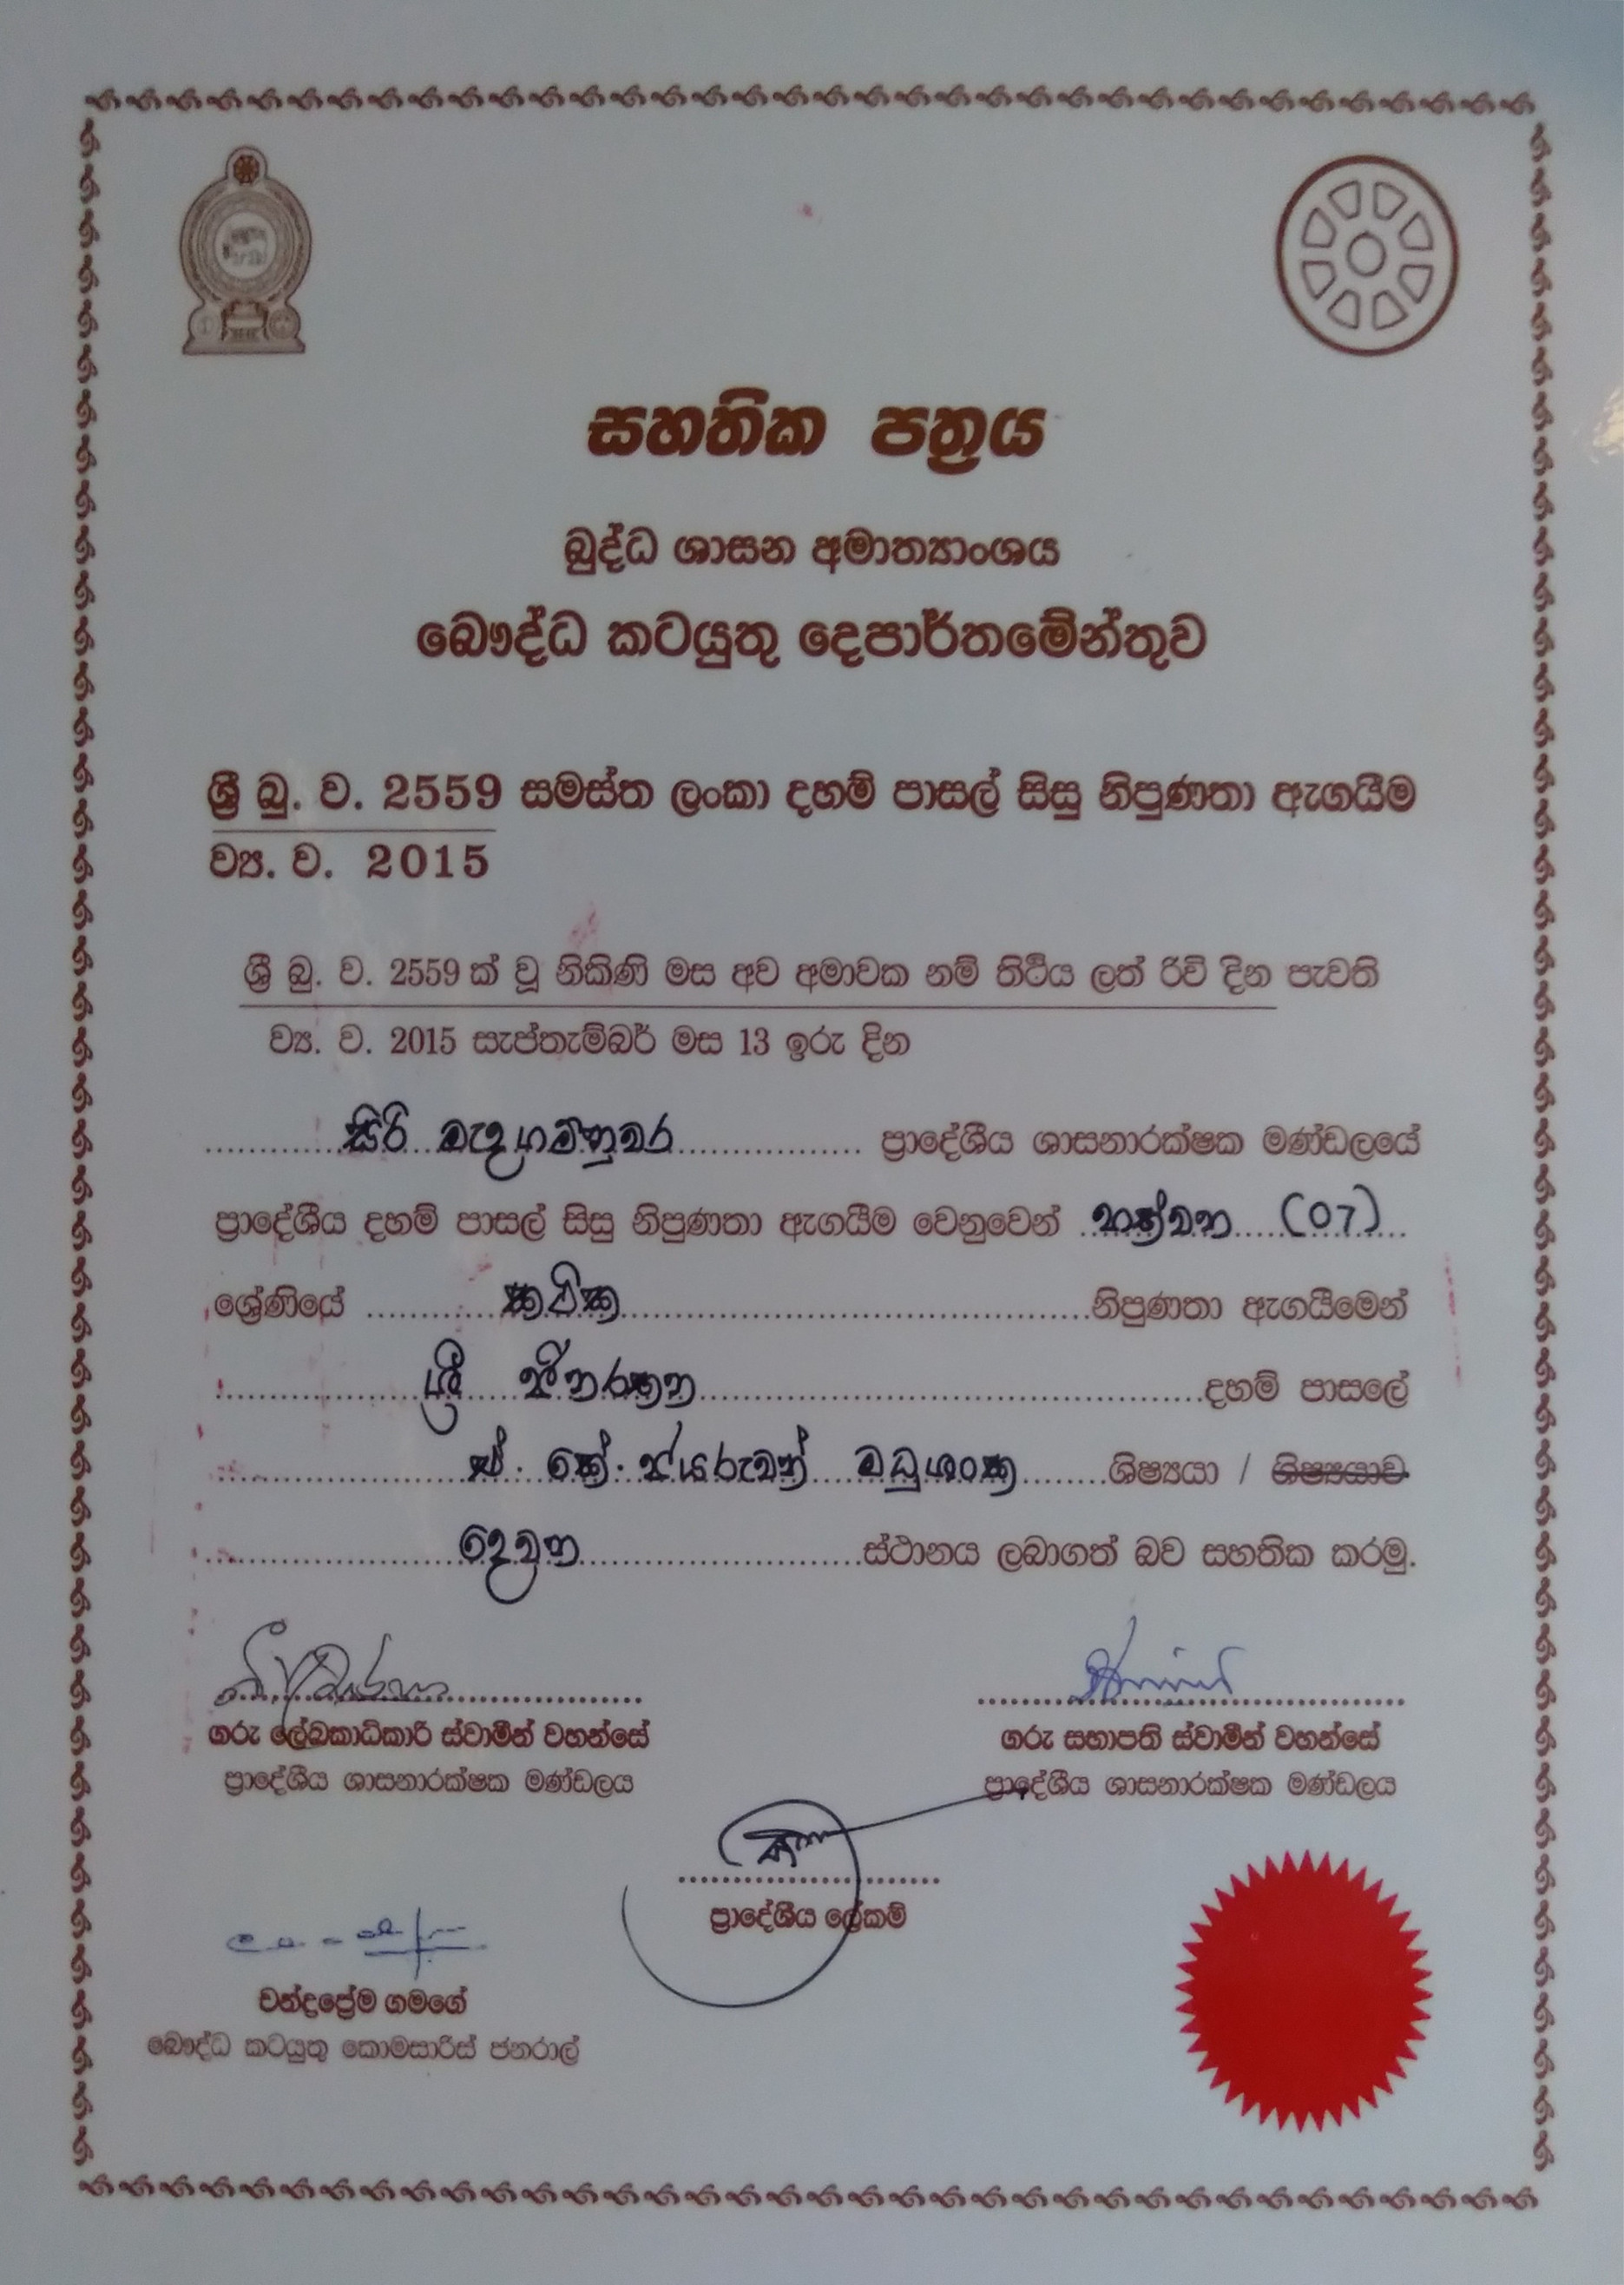 සහතික පත්‍රය
බුද්ධ ශාසන අමාත්‍යාංශය
බෞද්ධ කටයුතු දෙපාර්තමේන්තුව
ශ්‍රී බු. ව. 2559 සමස්ත ලංකා දහම් පාසල් සිසු නිපුණතා ඇගයීම
ව්‍ය. ව. 2015
ශ්‍රී බු. ව. 2559 ක් වූ නිකිණි මස අව අමාවක නම් තිථිය ලත් රිවි දින පැවති
ව්‍ය. ව. 2015 සැප්තැම්බර් මස 13 ඉරු දින
සිරි මැදගම්නුවර ප්‍රාදේශීය ශාසනාරක්ෂක මණ්ඩලයේ
ප්‍රාදේශීය දහම් පාසල් සිසු නිපුණතා ඇගයීම වෙනුවෙන් හත්වන (07)
ශ්‍රේණියේ කථික නිපුණතා ඇගයීමෙන්
ශ්‍රී ජිනරතන දහම් පාසලේ
ඒ. කේ. ජයරුවන් මධුශංක ශිෂ්‍යයා / ශිෂ්‍යයාව
දෙවන ස්ථානය ලබාගත් බව සහතික කරමු.
ගරු ලේඛකාධිකාරි ස්වාමීන් වහන්සේ
ප්‍රාදේශීය ශාසනාරක්ෂක මණ්ඩලය
ගරු සභාපති ස්වාමීන් වහන්සේ
ප්‍රාදේශීය ශාසනාරක්ෂක මණ්ඩලය
ප්‍රාදේශීය ලේකම්
චන්ද්‍රප්‍රේම ගමගේ
බෞද්ධ කටයුතු කොමසාරිස් ජනරාල්